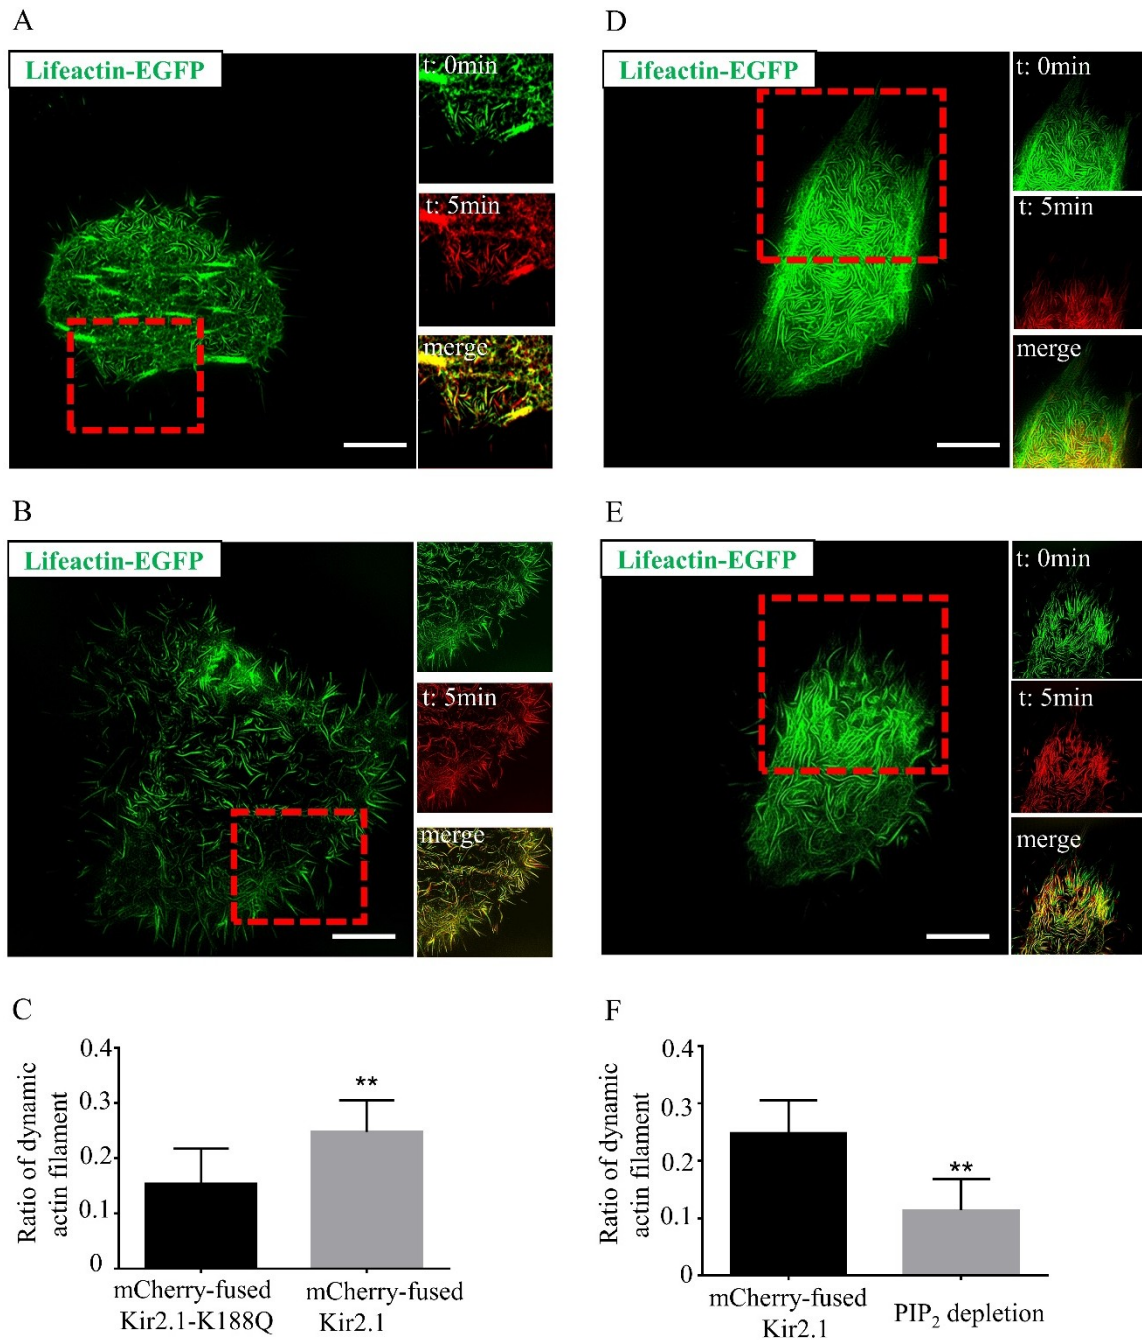 A
Lifeactin-EGFP
t: 0min
t: 5min
merge
B
Lifeactin-EGFP
t: 5min
merge
C
Ratio of dynamic
actin filament
0.4
0.3
0.2
0.1
0
**
mCherry-fused
Kir2.1-K188Q
mCherry-fused
Kir2.1
D
Lifeactin-EGFP
t: 0min
t: 5min
merge
E
Lifeactin-EGFP
t: 0min
t: 5min
merge
F
Ratio of dynamic
actin filament
0.4
0.3
0.2
0.1
0
**
mCherry-fused
Kir2.1
PIP₂ depletion